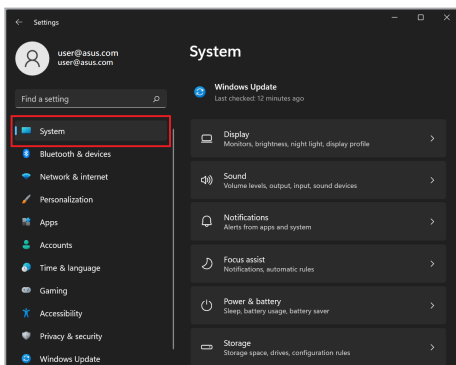 Settings
user@asus.com
user@asus.com
Find a setting
System
Bluetooth & devices
Network & internet
Personalization
Apps
Accounts
Time & language
Gaming
Accessibility
Privacy & security
Windows Update
System
Windows Update
Last checked: 12 minutes ago
Display
Monitors, brightness, night light, display profile
Sound
Volume levels, output, input, sound devices
Notifications
Alerts from apps and system
Focus assist
Notifications, automatic rules
Power & battery
Sleep, battery usage, battery saver
Storage
Storage space, drives, configuration rules